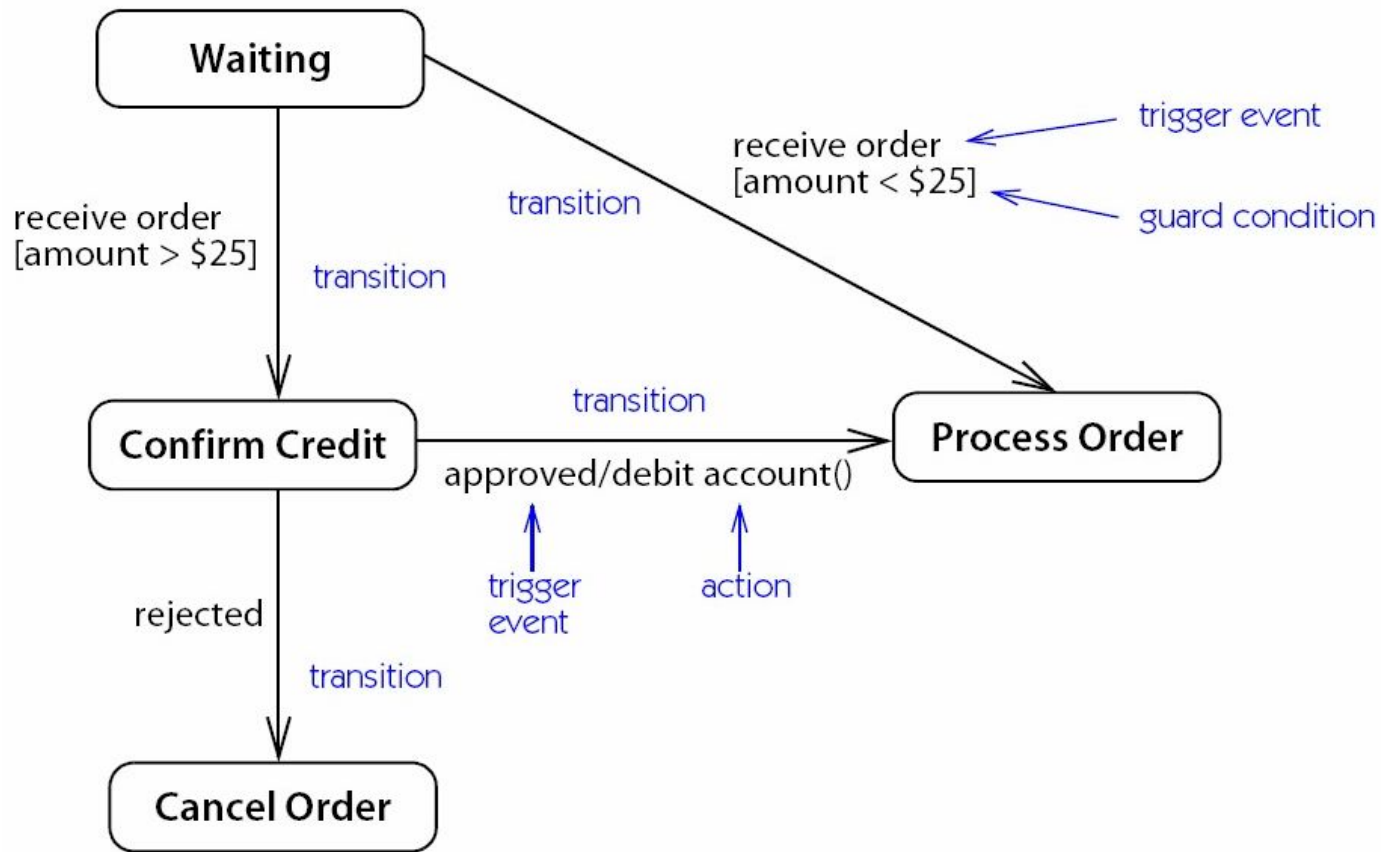 Waiting
trigger event
receive order
[amount < $25]
transition
guard condition
receive order
[amount > $25]
transition
transition
Confirm Credit
Process Order
approved/debit account()
trigger
event
action
rejected
transition
Cancel Order